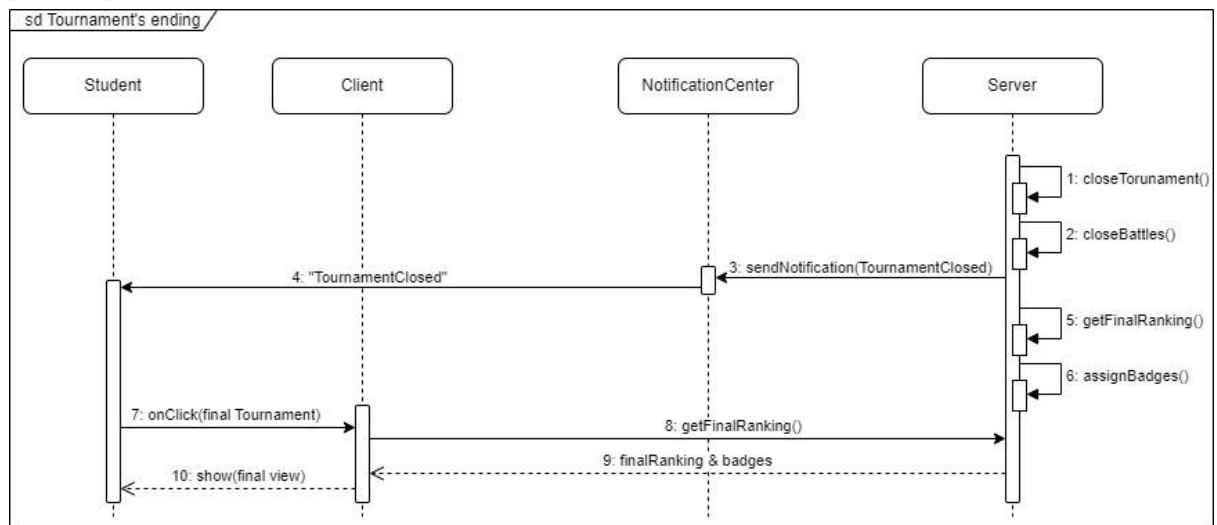 sd Tournament's ending
Student
Client
NotificationCenter
Server
1: closeTorunament()
2: closeBattles()
3: sendNotification(TournamentClosed)
4: "TournamentClosed"
5: getFinalRanking()
6: assignBadges()
7: onClick(final Tournament)
8: getFinalRanking()
9: finalRanking & badges
10: show(final view)